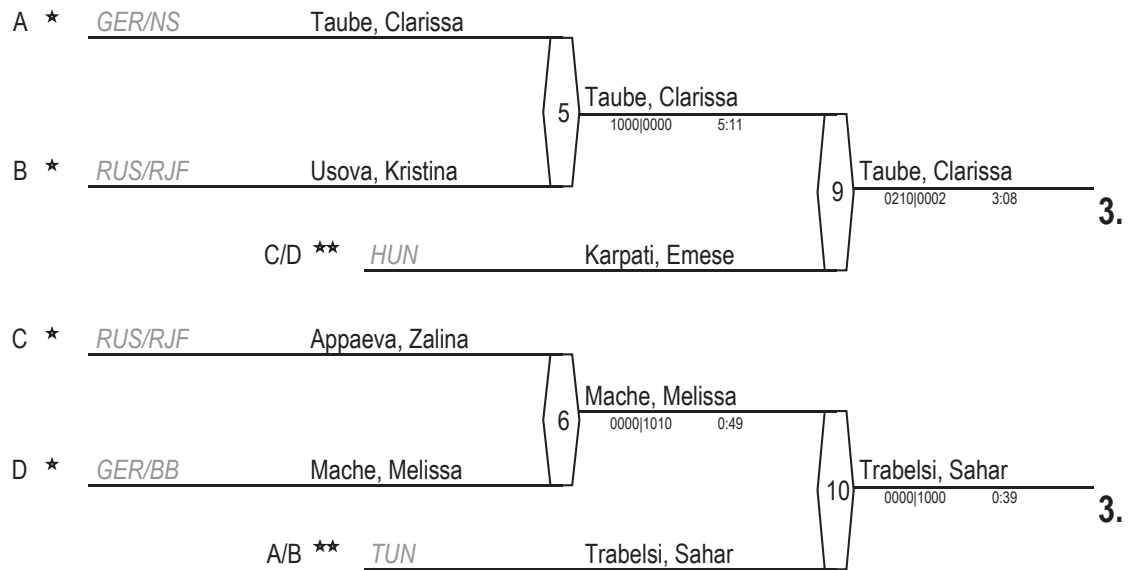 A ★ GER/NS Taube, Clarissa
5 Taube, Clarissa
1000|0000 5:11
B ★ RUS/RJF Usova, Kristina
9 Taube, Clarissa
0210|0002 3:08
3.
C/D ★★ HUN Karpati, Emese
C ★ RUS/RJF Appaeva, Zalina
6 Mache, Melissa
0000|1010 0:49
D ★ GER/BB Mache, Melissa
10 Trabelsi, Sahar
0000|1000 0:39
3.
A/B ★★ TUN Trabelsi, Sahar